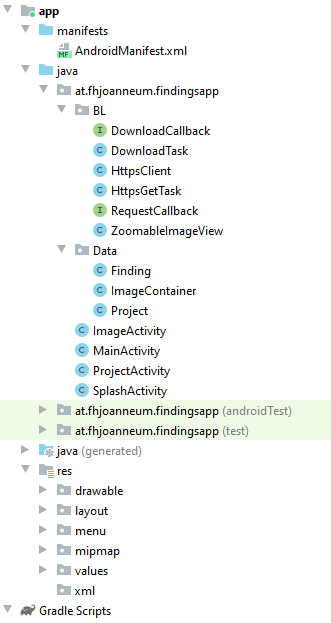 app
manifests
MF AndroidManifest.xml
java
at.fhjoanneum.findingsapp
BL
I DownloadCallback
C DownloadTask
C HttpsClient
C HttpsGetTask
I RequestCallback
C ZoomableImageView
Data
C Finding
C ImageContainer
C Project
C ImageActivity
C MainActivity
C ProjectActivity
C SplashActivity
at.fhjoanneum.findingsapp (androidTest)
at.fhjoanneum.findingsapp (test)
java (generated)
res
drawable
layout
menu
mipmap
values
xml
Gradle Scripts